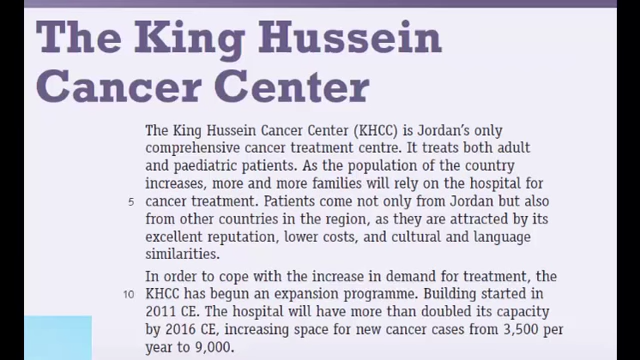 The King Hussein
Cancer Center
The King Hussein Cancer Center (KHCC) is Jordan's only
comprehensive cancer treatment centre. It treats both adult
and paediatric patients. As the population of the country
increases, more and more families will rely on the hospital for
5 cancer treatment. Patients come not only from Jordan but also
from other countries in the region, as they are attracted by its
excellent reputation, lower costs, and cultural and language
similarities.
In order to cope with the increase in demand for treatment, the
10 KHCC has begun an expansion programme. Building started in
2011 CE. The hospital will have more than doubled its capacity
by 2016 CE, increasing space for new cancer cases from 3,500 per
year to 9,000.